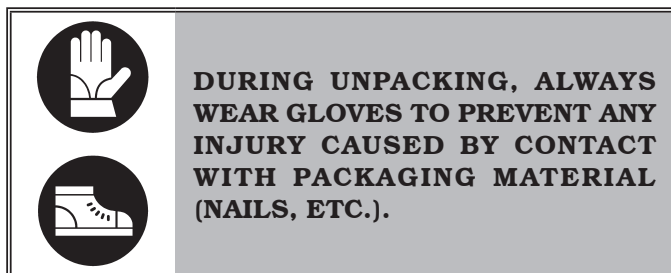 DURING UNPACKING, ALWAYS
WEAR GLOVES TO PREVENT ANY
INJURY CAUSED BY CONTACT
WITH PACKAGING MATERIAL
(NAILS, ETC.).